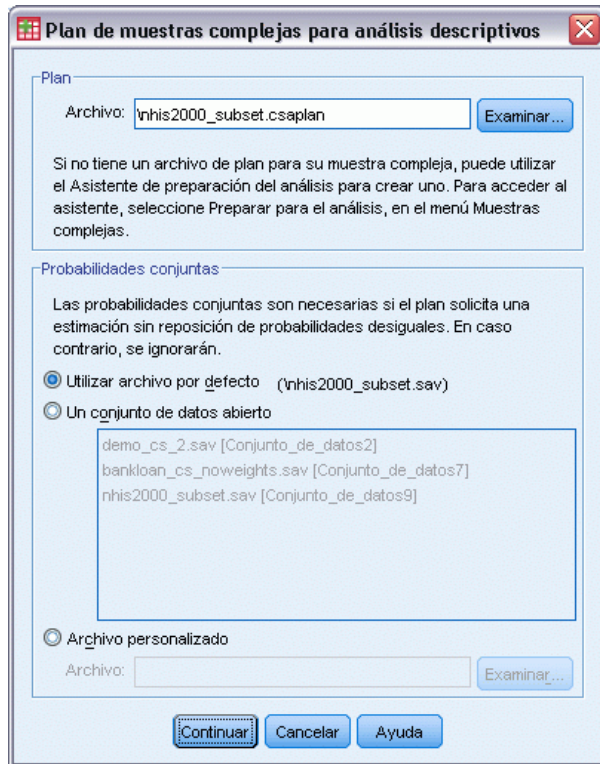 Plan de muestras complejas para análisis descriptivos
Plan
Archivo: \nhis2000_subset.csaplan Examinar...
Si no tiene un archivo de plan para su muestra compleja, puede utilizar
el Asistente de preparación del análisis para crear uno. Para acceder al
asistente, seleccione Preparar para el análisis, en el menú Muestras
complejas.
Probabilidades conjuntas
Las probabilidades conjuntas son necesarias si el plan solicita una
estimación sin reposición de probabilidades desiguales. En caso
contrario, se ignorarán.
Utilizar archivo por defecto (\nhis2000_subset.sav)
Un conjunto de datos abierto
demo_cs_2.sav [Conjunto_de_datos2]
bankloan_cs_noweights.sav [Conjunto_de_datos7]
nhis2000_subset.sav [Conjunto_de_datos9]
Archivo personalizado
Archivo: Examinar...
Continuar Cancelar Ayuda